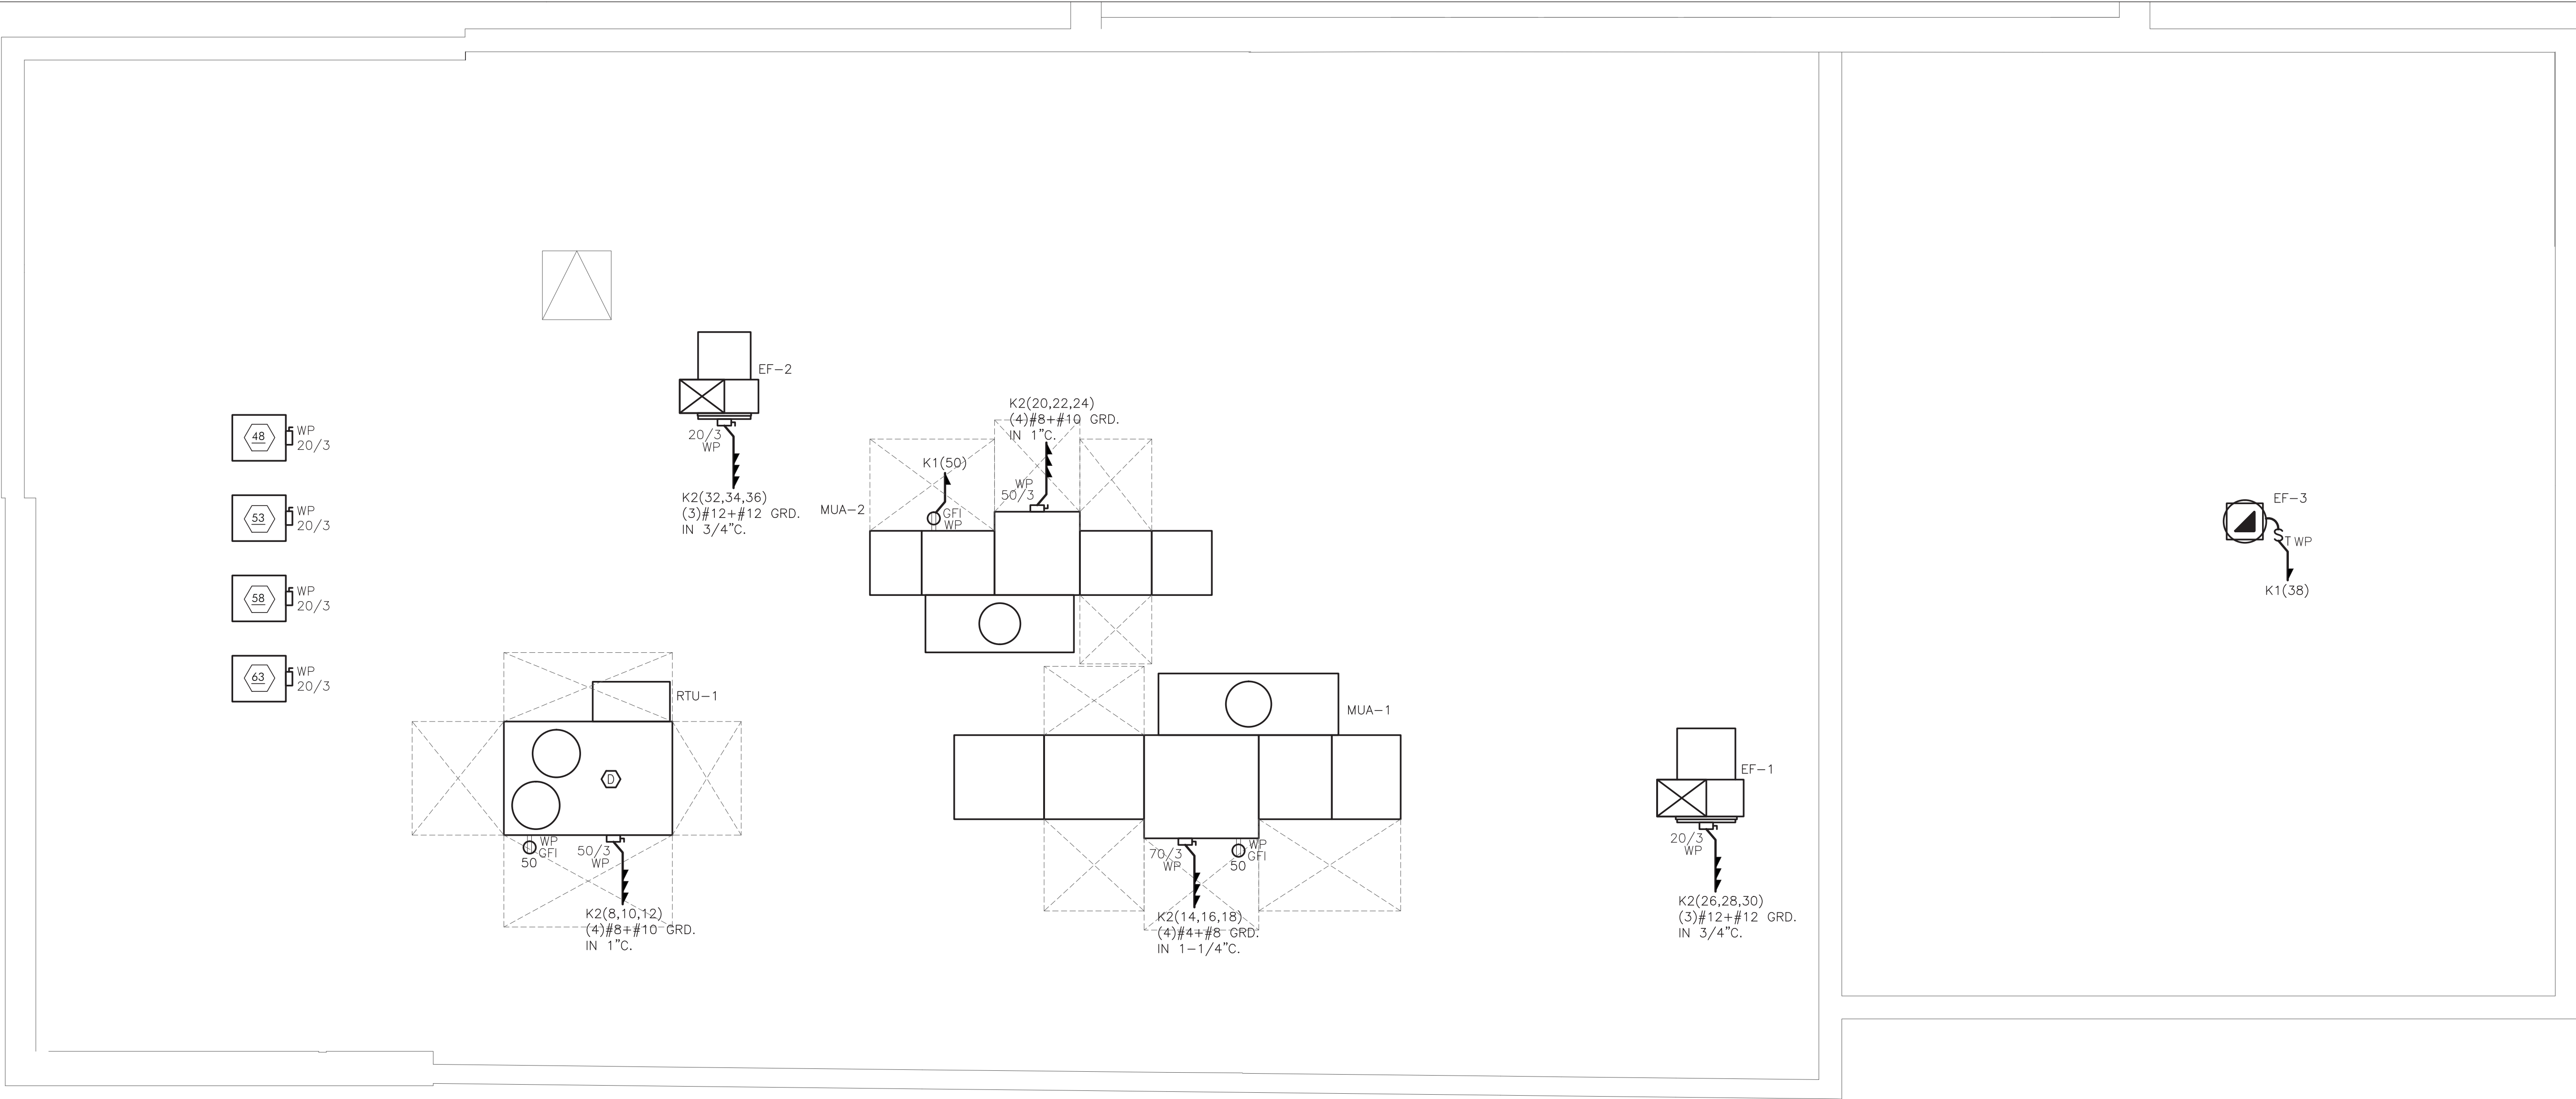 EF-2
20/3
WP
K2(32,34,36)
(3)#12+#12 GRD.
IN 3/4"C.
48
WP
20/3
53
WP
20/3
58
WP
20/3
63
WP
20/3
K2(20,22,24)
(4)#8+#10 GRD.
IN 1"C.
K1(50)
WP
50/3
MUA-2
GFI
WP
EF-3
T WP
K1(38)
RTU-1
D
WP
GFI
50
50/3
WP
K2(8,10,12)
(4)#8+#10 GRD.
IN 1"C.
MUA-1
70/3
WP
WP
GFI
50
K2(14,16,18)
(4)#4+#8 GRD.
IN 1-1/4"C.
EF-1
20/3
WP
K2(26,28,30)
(3)#12+#12 GRD.
IN 3/4"C.